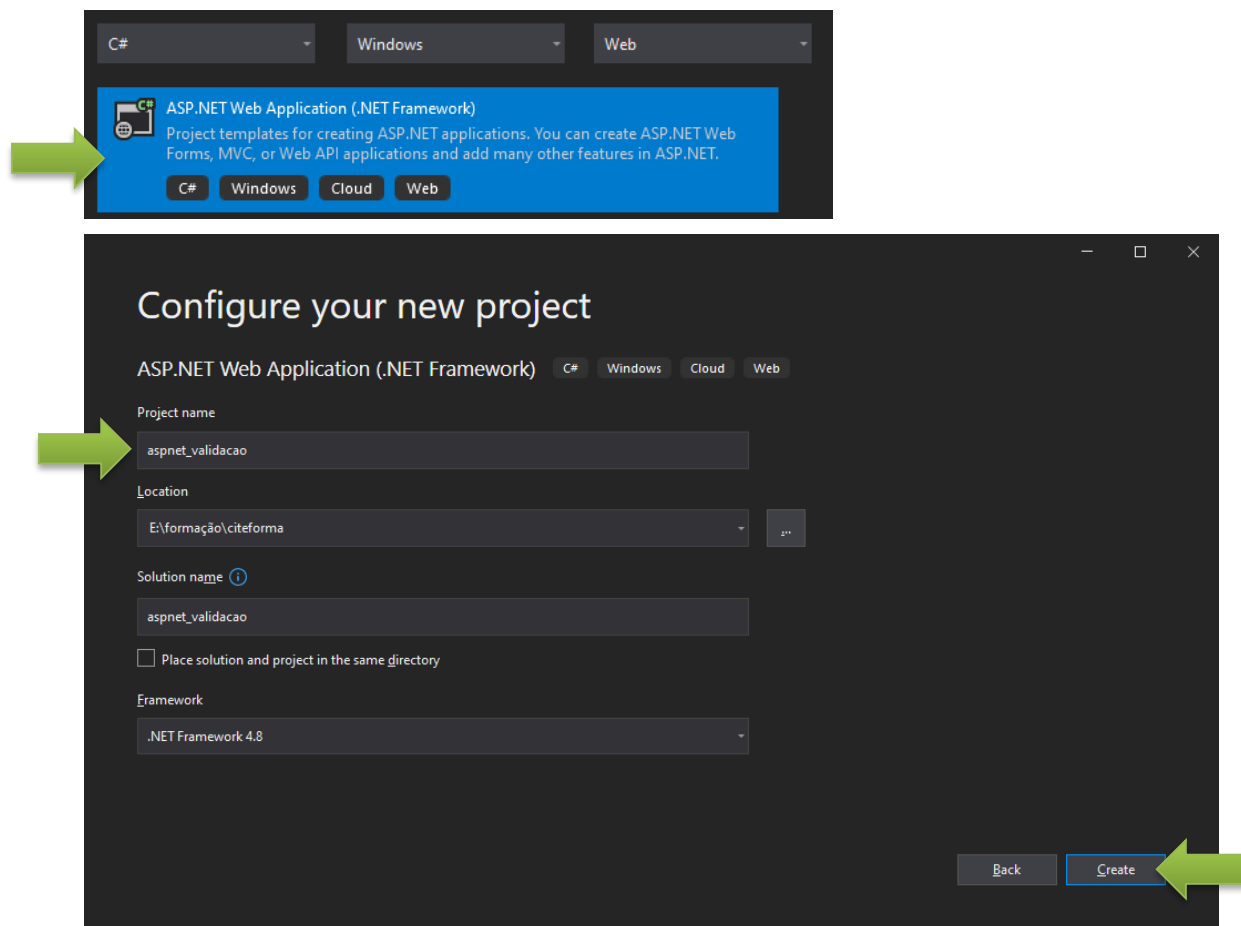 C# Windows Web
ASP.NET Web Application (.NET Framework)
Project templates for creating ASP.NET applications. You can create ASP.NET Web
Forms, MVC, or Web API applications and add many other features in ASP.NET.
C# Windows Cloud Web
Configure your new project
ASP.NET Web Application (.NET Framework) C# Windows Cloud Web
Project name
aspnet_validacao
Location
E:\formação\citeforma
...
Solution name
aspnet_validacao
Place solution and project in the same directory
Framework
.NET Framework 4.8
Back Create